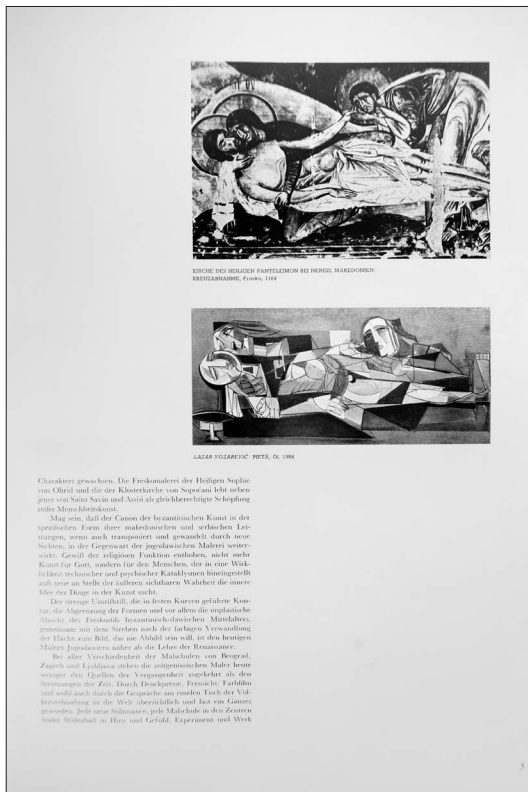 KIRCHE DES HEILIGEN PANTELEIMON BEI NEREZI, MAKEDONIEN:
KREUZABNAHME, Fresko, 1164
LAZAR VOZAREVIČ: PIETÀ, Öl, 1956
Charakters gewachsen. Die Freskomalerei der Heiligen Sophie
von Ohrid und die der Klosterkirche von Sopoćani lebt neben
jener von Saint Savin und Assisi als gleichberechtigte Schöpfung
reifer Menschheitskunst.
Mag sein, daß der Canon der byzantinischen Kunst in der
spezifischen Form ihrer makedonischen und serbischen Lei-
stungen, wenn auch transponiert und gewandelt durch neue
Sichten, in der Gegenwart der jugoslawischen Malerei weiter-
wirkt. Gewiß der religiösen Funktion enthoben, nicht mehr
Kunst für Gott, sondern für den Menschen, der in eine Wirk-
lichkeit technischer und psychischer Kataklysmen hineingestellt
aufs neue an Stelle der äußeren sichtbaren Wahrheit die innere
Idee der Dinge in der Kunst sucht.
Der strenge Umrißstil, die in festen Kurven geführte Kon-
tur, die Abgrenzung der Formen und vor allem die unplastische
Absicht des Freskostils byzantinisch-slawischen Mittelalters,
gemeinsam mit dem Streben nach der farbigen Verwandlung
der Fläche zum Bild, das nie Abbild sein will, ist den heutigen
Malern Jugoslawiens näher als die Lehre der Renaissance.
Bei aller Verschiedenheit der Malschulen von Beograd,
Zagreb und Ljubljana stehen die zeitgenössischen Maler heute
weniger den Quellen der Vergangenheit zugekehrt als den
Strömungen der Zeit. Durch Druckpresse, Fernsicht, Farbfilm
und wohl auch durch die Gespräche am runden Tisch der Völ-
kerverbindung ist die Welt übersichtlich und fast ein Ganzes
geworden. Jede neue Stilnuance, jede Malschule in den Zentren
findet Widerhall in Hirn und Gefühl, Experiment und Werk